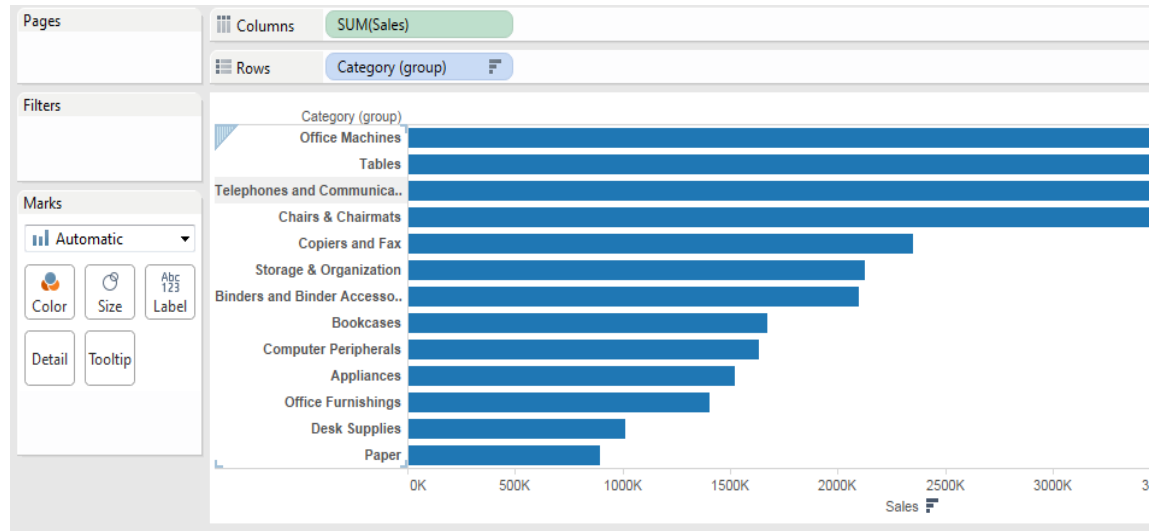 Pages
Columns
SUM(Sales)
Rows
Category (group)
Filters
Marks
Automatic
Color
Size
Abc
123
Label
Detail
Tooltip
Category (group)
Office Machines
Tables
Telephones and Communica..
Chairs & Chairmats
Copiers and Fax
Storage & Organization
Binders and Binder Accesso..
Bookcases
Computer Peripherals
Appliances
Office Furnishings
Desk Supplies
Paper
0K 500K 1000K 1500K 2000K 2500K 3000K 3
Sales